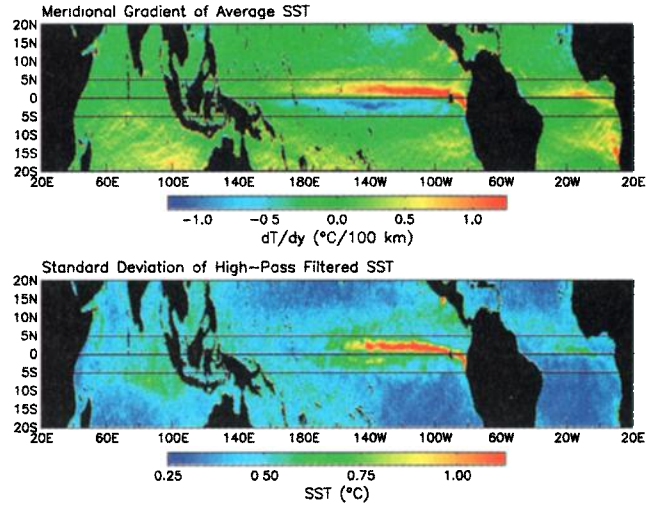 Meridional Gradient of Average SST
20N
15N
10N
5N
0
5S
10S
15S
20S
20E 60E 100E 140E 180E 140W 100W 60W 20W 20E
-1.0 -0.5 0.0 0.5 1.0
dT/dy (°C/100 km)
Standard Deviation of High-Pass Filtered SST
20N
15N
10N
5N
0
5S
10S
15S
20S
20E 60E 100E 140E 180E 140W 100W 60W 20W 20E
0.25 0.50 0.75 1.00
SST (°C)